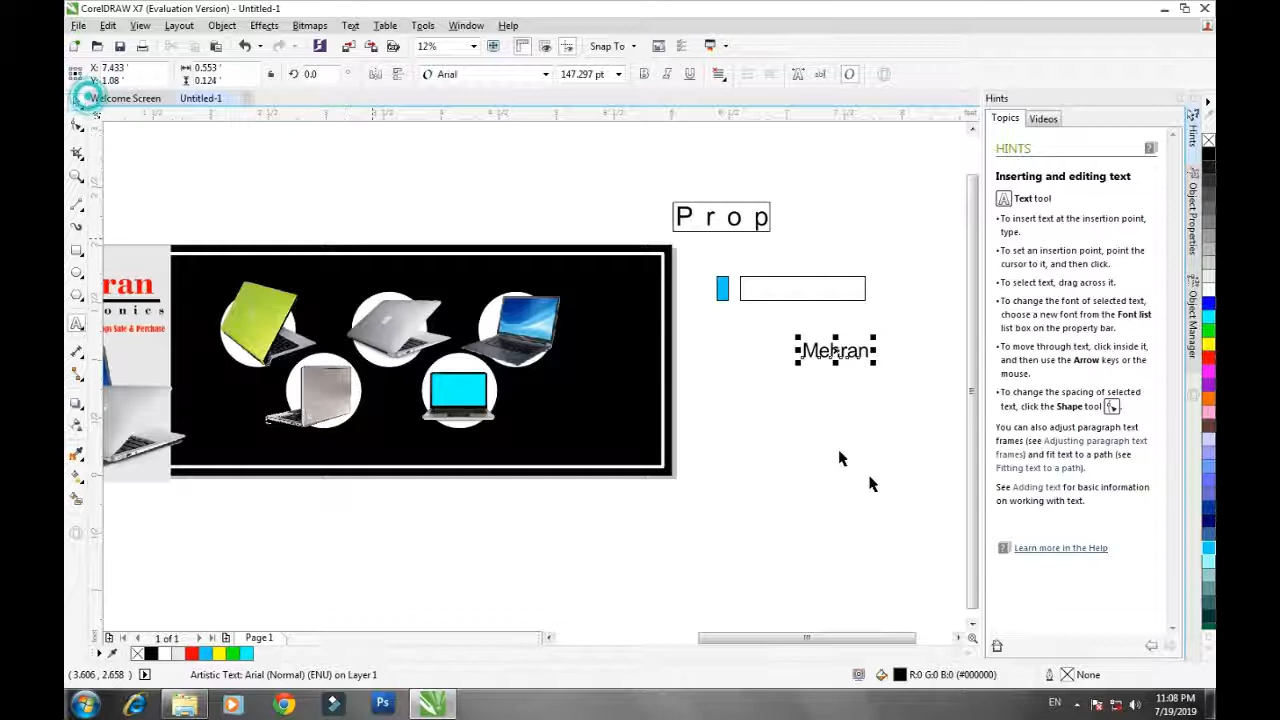 CorelDRAW X7 (Evaluation Version) - Untitled-1
File Edit View Layout Object Effects Bitmaps Text Table Tools Window Help
12% Snap To
X: 7.433 ' 0.553 ' 0.0 ° Arial 147.297 pt
Y: 1.08 ' 0.124 '
Welcome Screen Untitled-1
feet
Hints
Topics Videos
HINTS
Inserting and editing text
Text tool
•To insert text at the insertion point,
type.
•To set an insertion point, point the
cursor to it, and then click.
•To select text, drag across it.
•To change the font of selected text,
choose a new font from the Font list
list box on the property bar.
•To move through text, click inside it,
and then use the Arrow keys or the
mouse.
•To change the spacing of selected
text, click the Shape tool
You can also adjust paragraph text
frames (see Adjusting paragraph text
frames) and fit text to a path (see
Fitting text to a path).
See Adding text for basic information
on working with text.
Learn more in the Help
Hints
Object Properties
Object Manager
P r o p
ran
o n i c s
ops Sale & Purchase
Mehran
1 of 1 Page 1
(3.606, 2.658 ) Artistic Text: Arial (Normal) (ENU) on Layer 1 R:0 G:0 B:0 (#000000) None
Ps EN 11:08 PM
7/19/2019